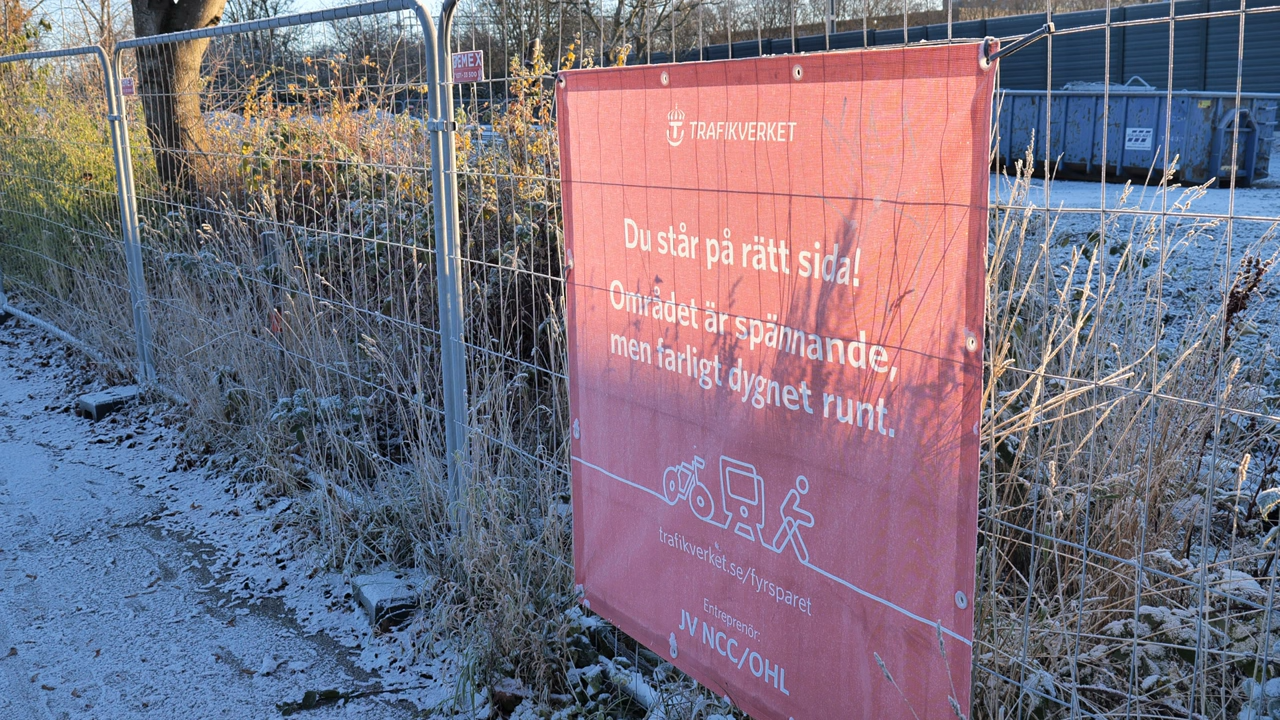 TRAFIKVERKET
Du står på rätt sida!
Området är spännande,
men farligt dygnet runt.
trafikverket.se/fyrsparet
Entreprenör:
JV NCC/OHL